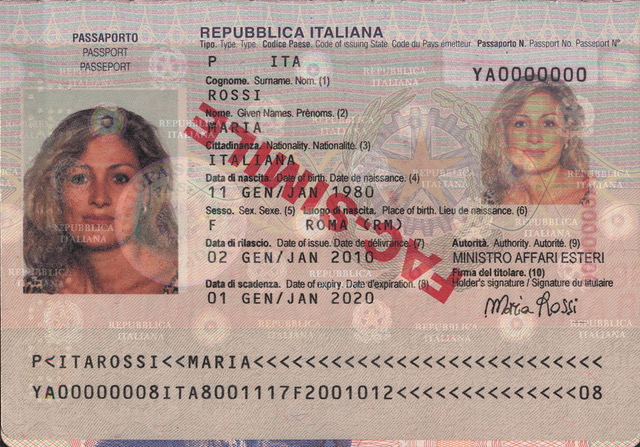 PASSAPORTO
PASSPORT
PASSEPORT
REPUBBLICA ITALIANA
Tipo. Type. Type. Codice Paese. Code of issuing State. Code du Pays émetteur. Passaporto N. Passport No. Passeport N°
P ITA
YA0000000
Cognome. Surname. Nom. (1)
ROSSI
Nome. Given Names. Prénoms. (2)
MARIA
Cittadinanza. Nationality. Nationalité. (3)
ITALIANA
Data di nascita. Date of birth. Date de naissance. (4)
11 GEN/JAN 1980
Sesso. Sex. Sexe. (5) Luogo di nascita. Place of birth. Lieu de naissance. (6)
F ROMA (RM)
Data di rilascio. Date of issue. Date de délivrance. (7)
02 GEN/JAN 2010
Autorità. Authority. Autorité. (9)
MINISTRO AFFARI ESTERI
Data di scadenza. Date of expiry. Date d'expiration. (8)
01 GEN/JAN 2020
Firma del titolare. (10)
Holder's signature / Signature du titulaire
Maria Rossi
FAC-SIMILE
REPUBBLICA ITALIANA
P<ITAROSSI<<MARIA<<<<<<<<<<<<<<<<<<<<<<<<<<<
YA00000008ITA8001117F2001012<<<<<<<<<<<<<<08